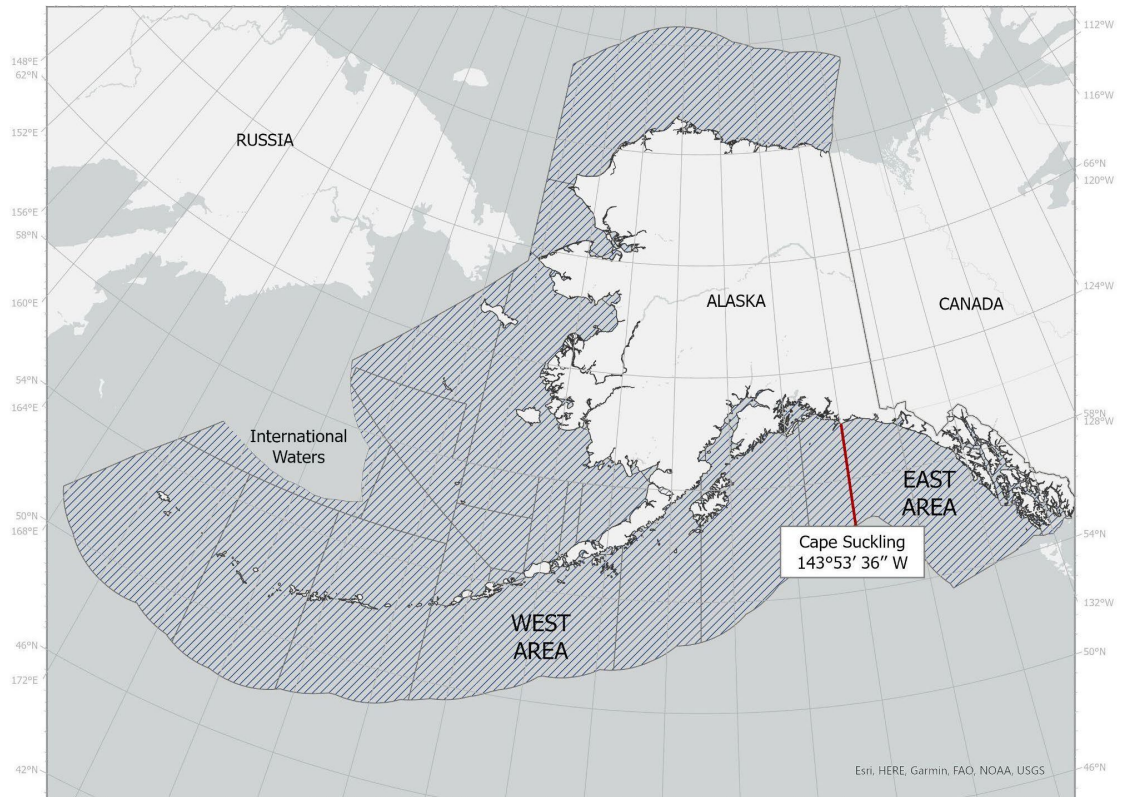 112°W
148°E
62°N
116°W
152°E
RUSSIA
66°N
120°W
156°E
58°N
160°E
124°W
ALASKA
CANADA
54°N
164°E
58°N
128°W
International
Waters
EAST
AREA
50°N
168°E
54°N
Cape Suckling
143°53' 36" W
132°W
WEST
AREA
46°N
50°N
172°E
42°N
46°N
Esri, HERE, Garmin, FAO, NOAA, USGS